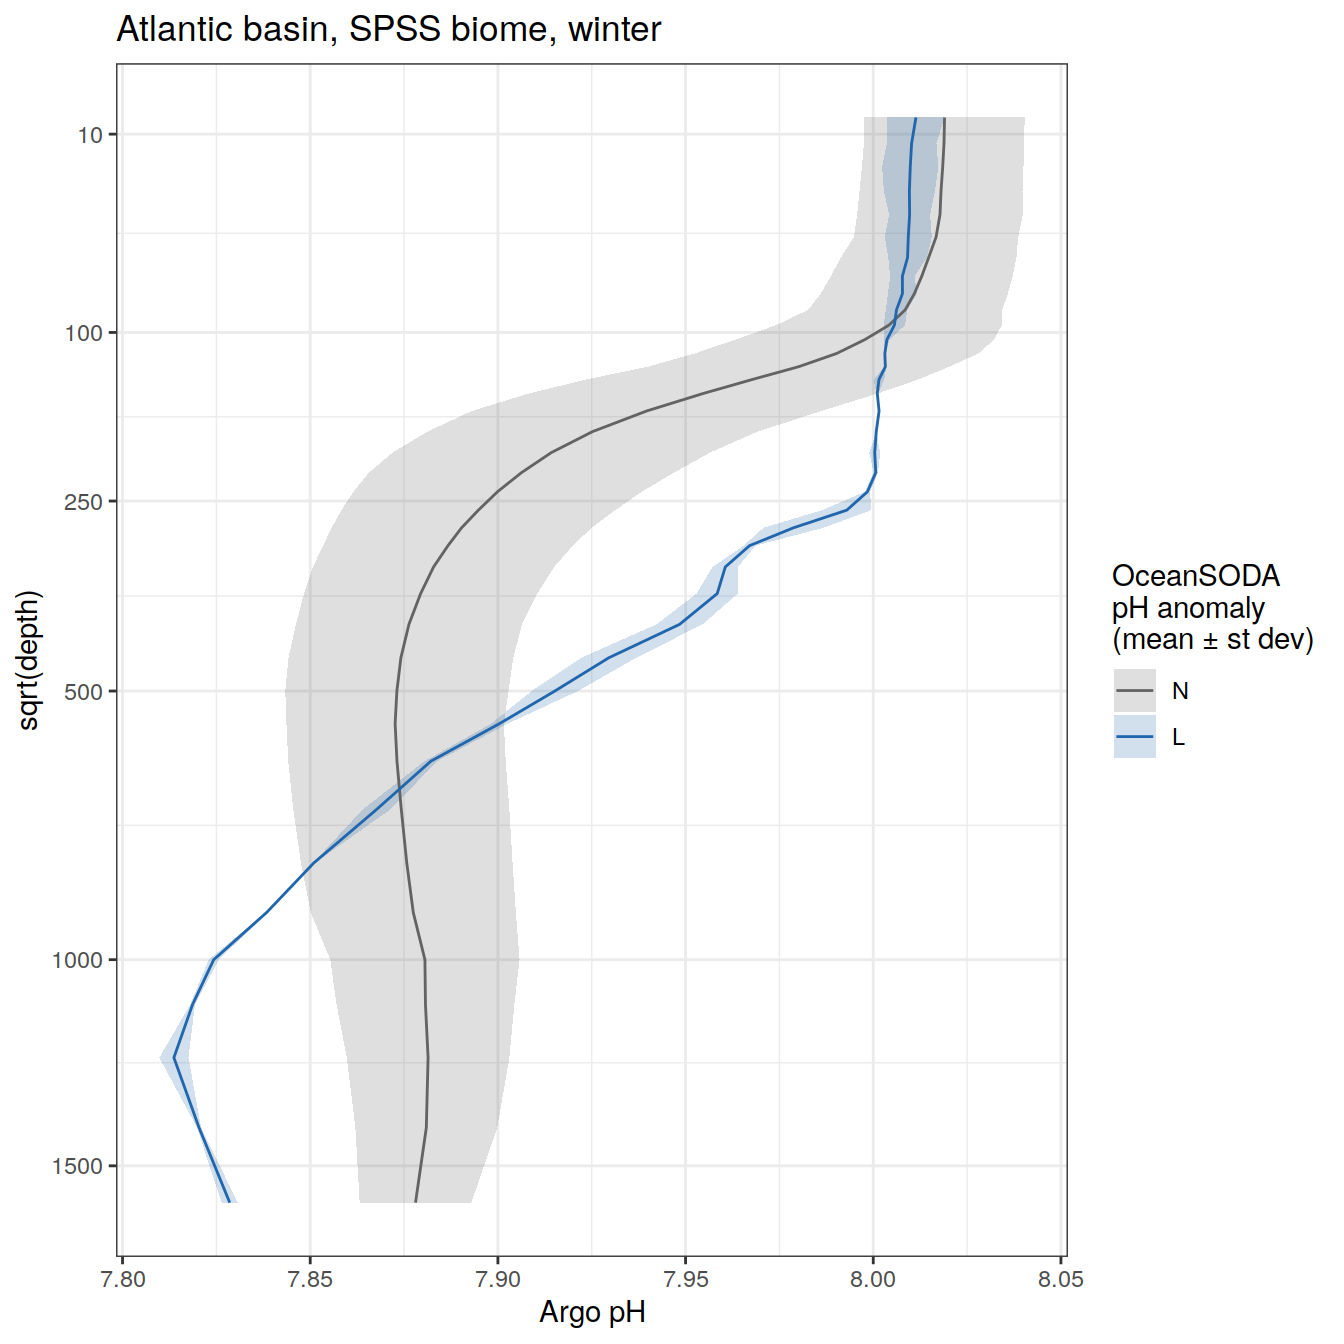 Atlantic basin, SPSS biome, winter
10
100
250
500
1000
1500
sqrt(depth)
7.80 7.85 7.90 7.95 8.00 8.05
Argo pH
OceanSODA
pH anomaly
(mean ± st dev)
N
L